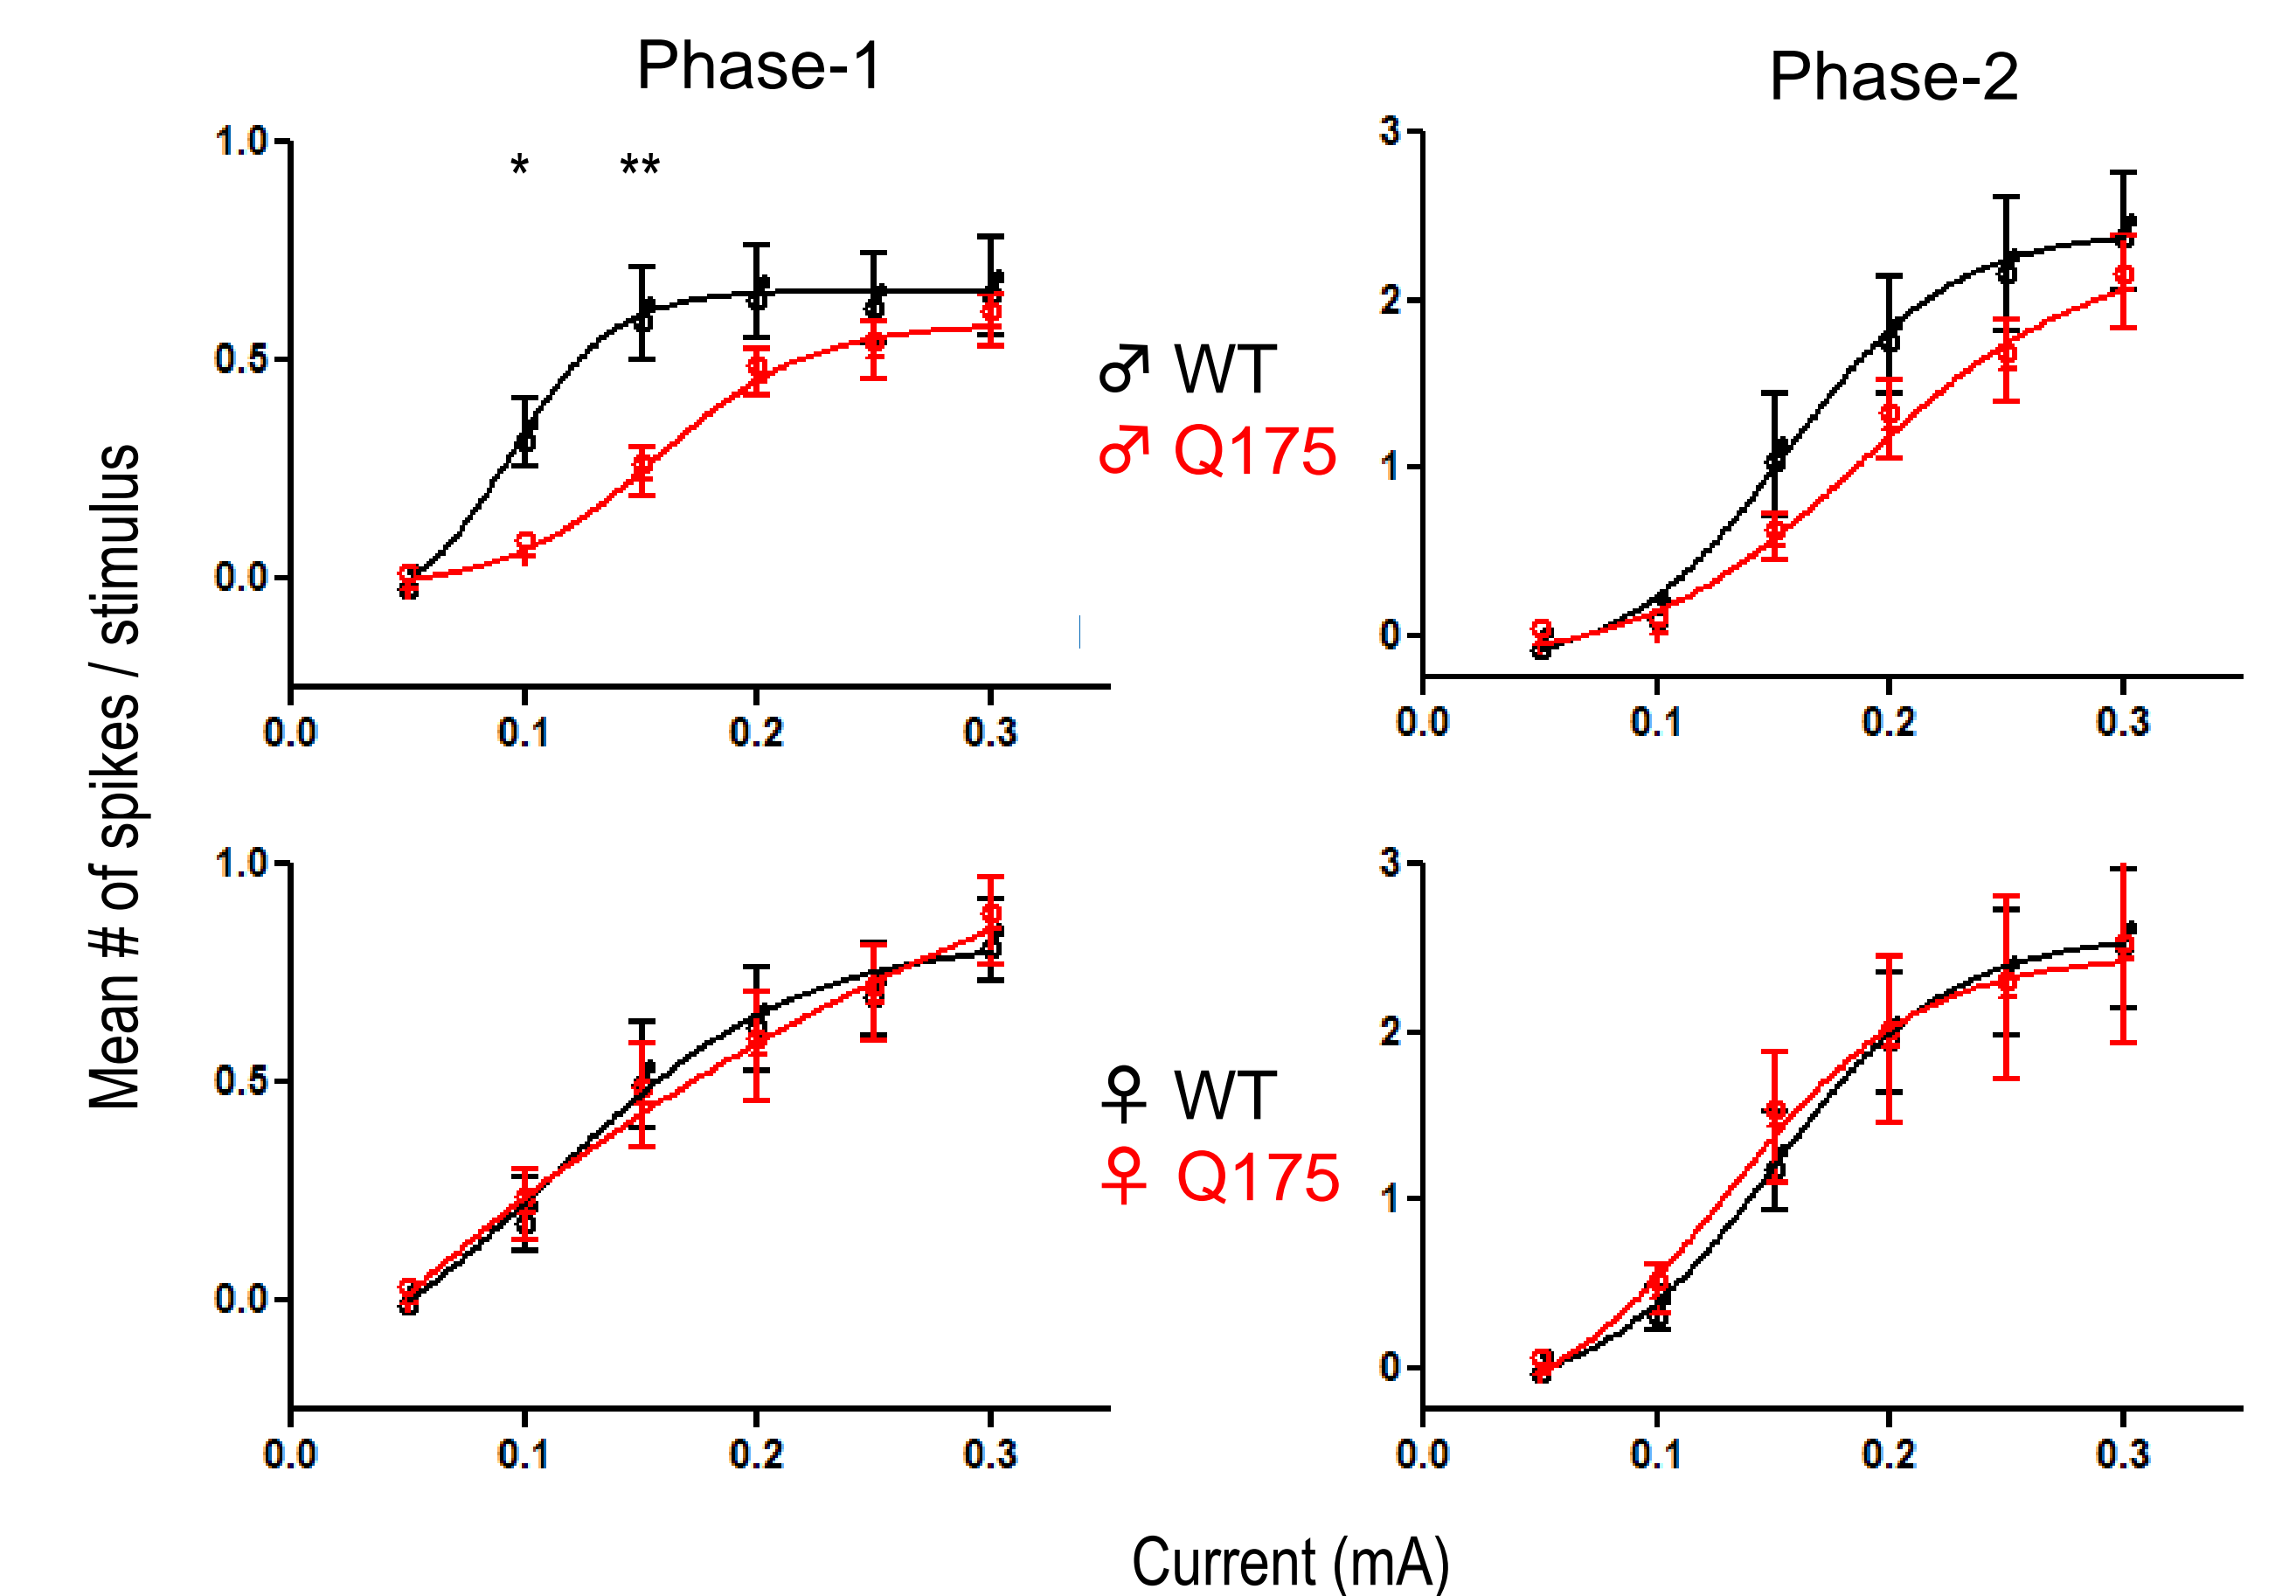 Phase-1
Phase-2
1.0
0.5
0.0
* **
0.0 0.1 0.2 0.3
3
2
1
0
0.0 0.1 0.2 0.3
♂ WT
♂ Q175
Mean # of spikes / stimulus
1.0
0.5
0.0
0.0 0.1 0.2 0.3
3
2
1
0
0.0 0.1 0.2 0.3
♀ WT
♀ Q175
Current (mA)